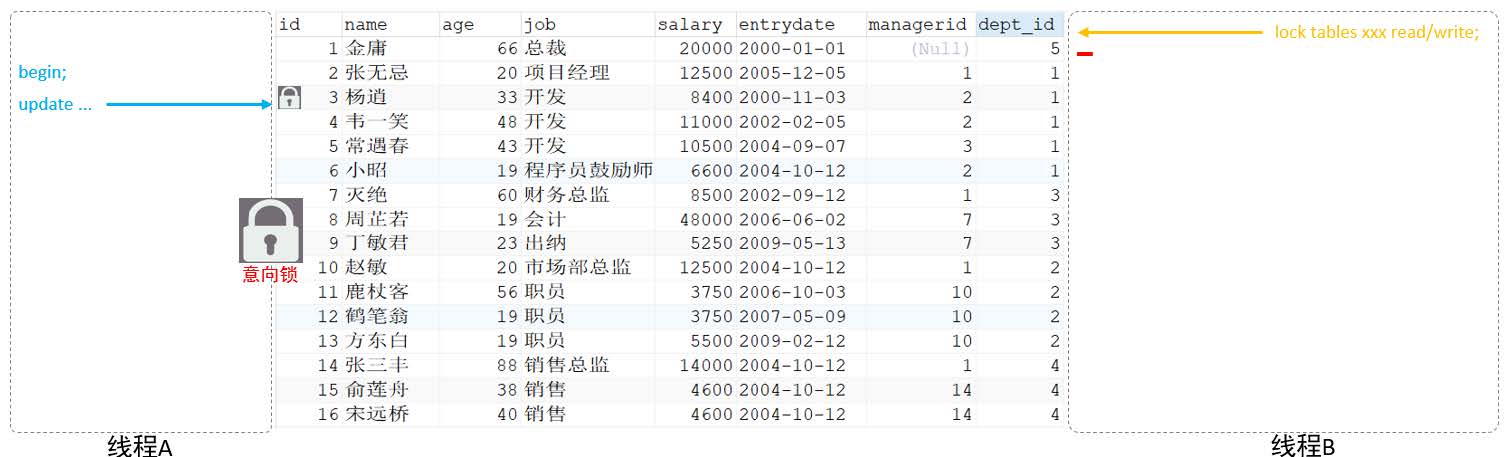 id name age job salary entrydate managerid dept_id
lock tables xxx read/write;
1 金庸 66 总裁 20000 2000-01-01 (Null) 5
begin;
2 张无忌 20 项目经理 12500 2005-12-05 1 1
update ...
3 杨逍 33 开发 8400 2000-11-03 2 1
4 韦一笑 48 开发 11000 2002-02-05 2 1
5 常遇春 43 开发 10500 2004-09-07 3 1
6 小昭 19 程序员鼓励师 6600 2004-10-12 2 1
7 灭绝 60 财务总监 8500 2002-09-12 1 3
8 周芷若 19 会计 48000 2006-06-02 7 3
9 丁敏君 23 出纳 5250 2009-05-13 7 3
意向锁
10 赵敏 20 市场部总监 12500 2004-10-12 1 2
11 鹿杖客 56 职员 3750 2006-10-03 10 2
12 鹤笔翁 19 职员 3750 2007-05-09 10 2
13 方东白 19 职员 5500 2009-02-12 10 2
14 张三丰 88 销售总监 14000 2004-10-12 1 4
15 俞莲舟 38 销售 4600 2004-10-12 14 4
16 宋远桥 40 销售 4600 2004-10-12 14 4
线程A
线程B